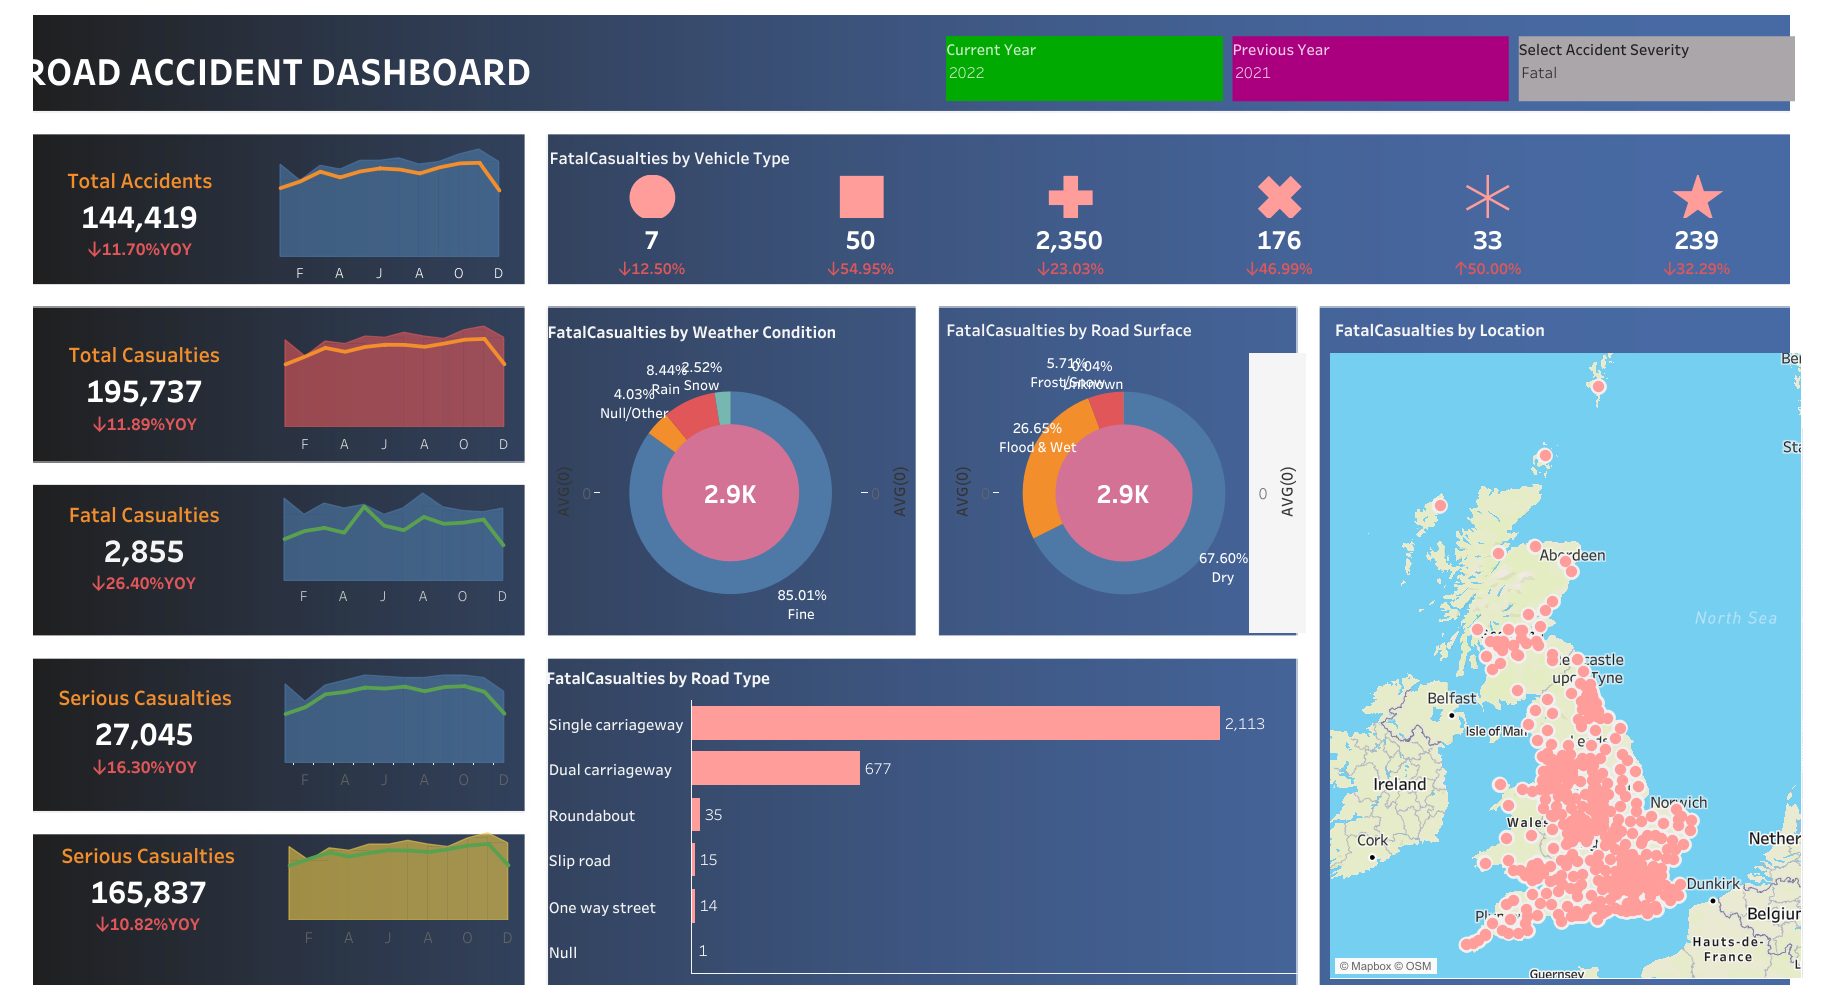 ROAD ACCIDENT DASHBOARD
Current Year
2022
Previous Year
2021
Select Accident Severity
Fatal
Total Accidents
144,419
↓11.70%YOY
F A J A O D
FatalCasualties by Vehicle Type
7 50 2,350 176 33 239
↓12.50% ↓54.95% ↓23.03% ↓46.99% ↑50.00% ↓32.29%
Total Casualties
195,737
↓11.89%YOY
F A J A O D
Fatal Casualties
2,855
↓26.40%YOY
F A J A O D
Serious Casualties
27,045
↓16.30%YOY
F A J A O D
Serious Casualties
165,837
↓10.82%YOY
F A J A O D
FatalCasualties by Weather Condition
2.52%
Snow
8.44%
Rain
4.03%
Null/Other
AVG(0)
0
2.9K
0
AVG(0)
85.01%
Fine
FatalCasualties by Road Surface
5.71%
Frost/Snow
0.04%
Unknown
26.65%
Flood & Wet
AVG(0)
0
2.9K
0
AVG(0)
67.60%
Dry
FatalCasualties by Road Type
Single carriageway 2,113
Dual carriageway 677
Roundabout 35
Slip road 15
One way street 14
Null 1
FatalCasualties by Location
Ber
Sta
Aberdeen
North Sea
upon Tyne
Belfast
Isle of Man
Ireland
Norwich
Wales
Cork
Nether
Dunkirk
Belgiur
Hauts-de-
France
L
Guernsey
© Mapbox © OSM